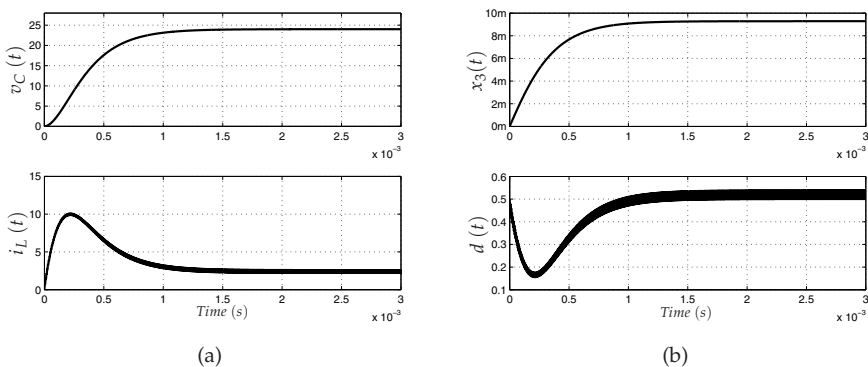 25
20
15
10
5
0
v_C (t)
0 0.5 1 1.5 2 2.5 3
x 10⁻³
15
10
5
0
i_L (t)
0 0.5 1 1.5 2 2.5 3
Time (s)
x 10⁻³
(a)
10m
8m
6m
4m
2m
0m
x_3(t)
0 0.5 1 1.5 2 2.5 3
x 10⁻³
0.6
0.5
0.4
0.3
0.2
0.1
d (t)
0 0.5 1 1.5 2 2.5 3
Time (s)
x 10⁻³
(b)